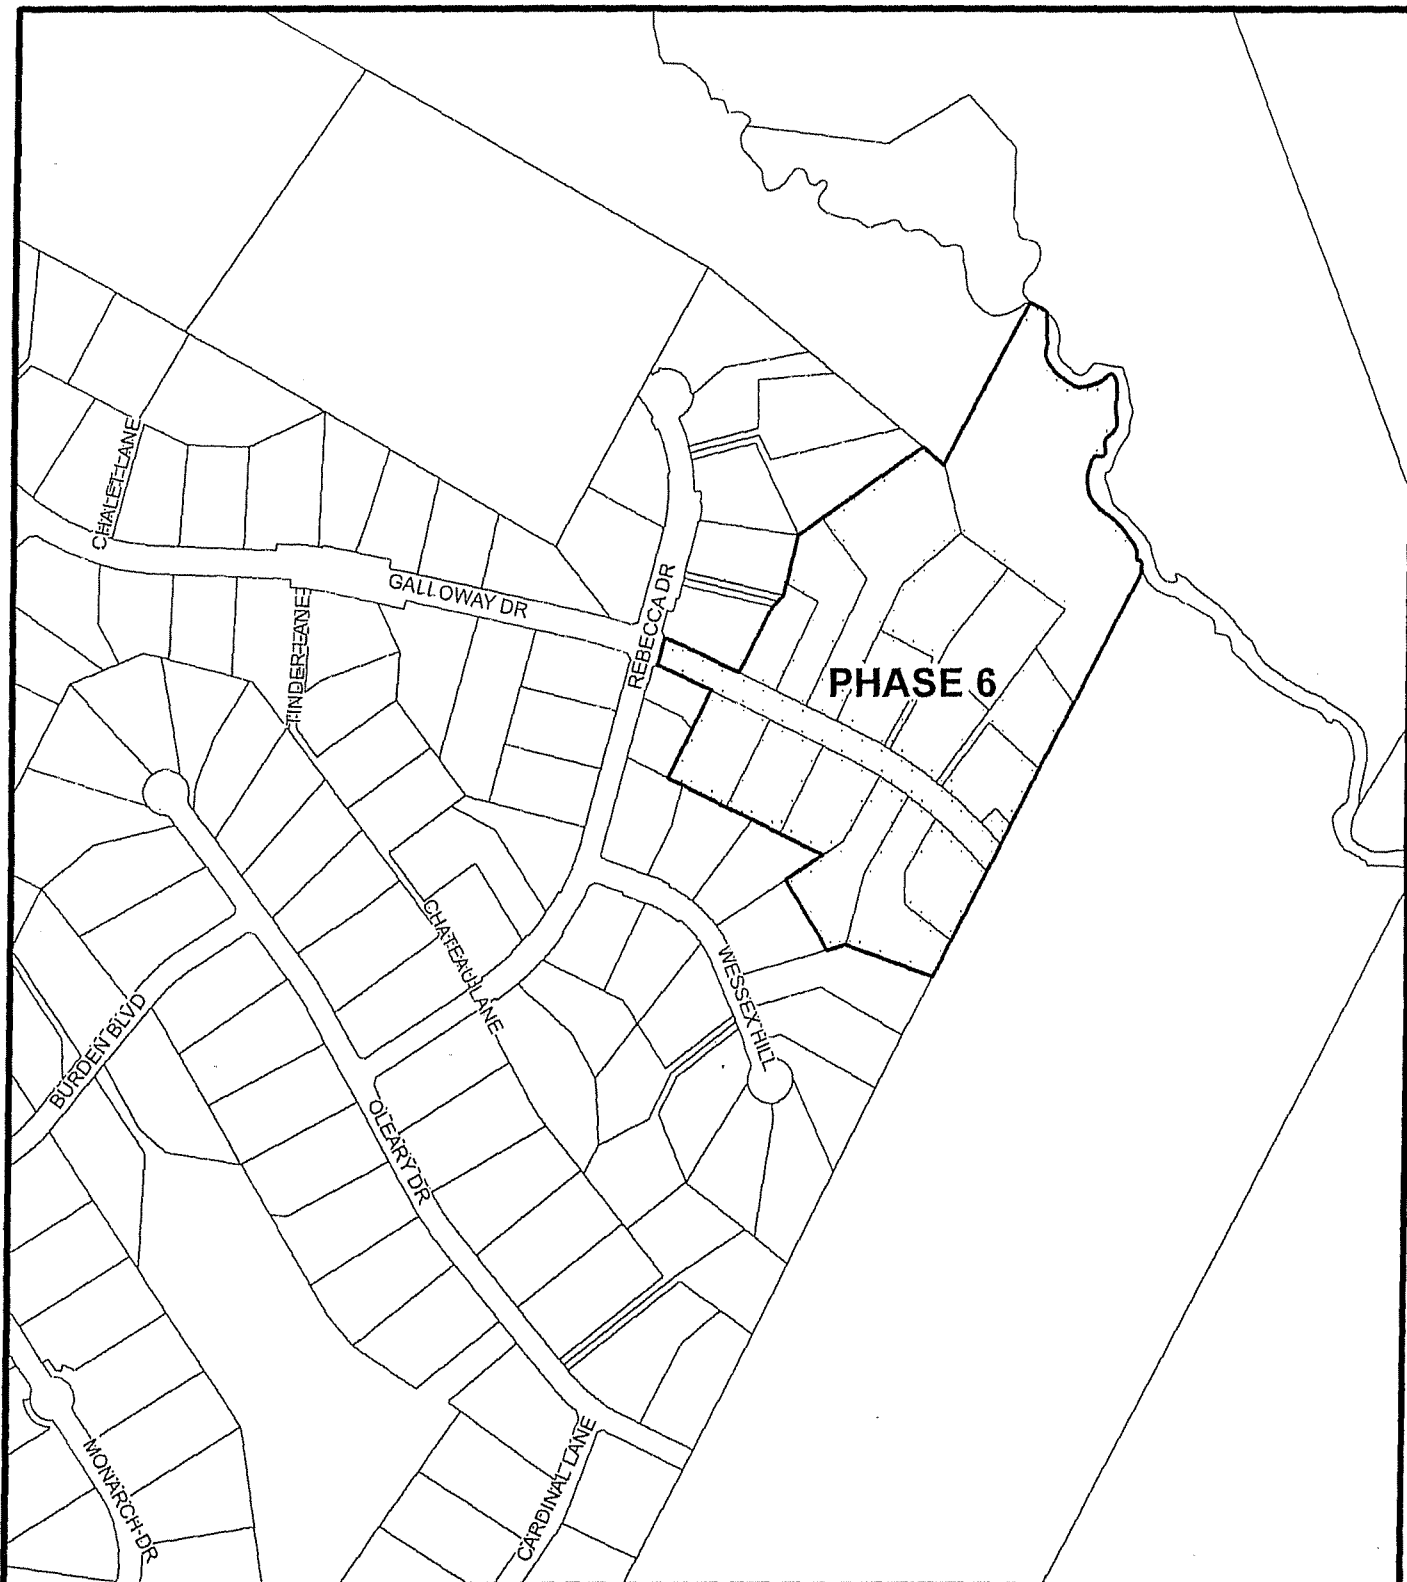 CHALET LANE
GALLOWAY DR
TINDER LANE
REBECCA DR
PHASE 6
CHATEAU LANE
WESSEX HILL
BURDEN BLVD
OLEARY DR
MONARCH DR
CARDINAL LANE